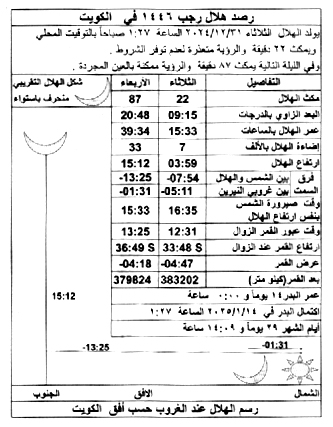 رصد هلال رجب ١٤٤٦ في الكويت
يولد الهلال الثلاثاء ٢٠٢٤/١٢/٣١ الساعة ١:٢٧ صباحاً بالتوقيت المحلي
ويمكث ٢٢ دقيقة والرؤية متعذرة لعدم توفر الشروط .
وفي الليلة التالية يمكث ٨٧ دقيقة والرؤية ممكنة بالعين المجردة .
التفاصيل الثلاثاء الأربعاء شكل الهلال التقريبي
منحرف باستواء
مكث الهلال 22 87
البعد الزاوي بالدرجات 09:15 20:48
عمر الهلال بالساعات 15:33 39:34
إضاءة الهلال بالألف 7 33
ارتفاع الهلال 03:59 15:12
فرق بين الشمس والهلال -07:54 -13:25
السمت بين غروبي النيرين -05:11 -01:31
وقت صيرورة الشمس بنفس ارتفاع الهلال 16:35 15:33
وقت عبور القمر الزوال 12:31 13:25
ارتفاع القمر عند الزوال 33:48 S 36:49 S
عرض القمر -04:47 -04:18
بعد القمر(كيلو متر) 383202 379824
عمر البدر ١٤ يوماً و ٠:٠٠ ساعة
اكتمال البدر في ٢٠٢٥/١/١٤ الساعة ١:٢٧
أيام الشهر ٢٩ يوماً و ١٤:٠٩ ساعة
15:12
-01:31
-13:25
الشمال الأفق الجنوب
رسم الهلال عند الغروب حسب أفق الكويت